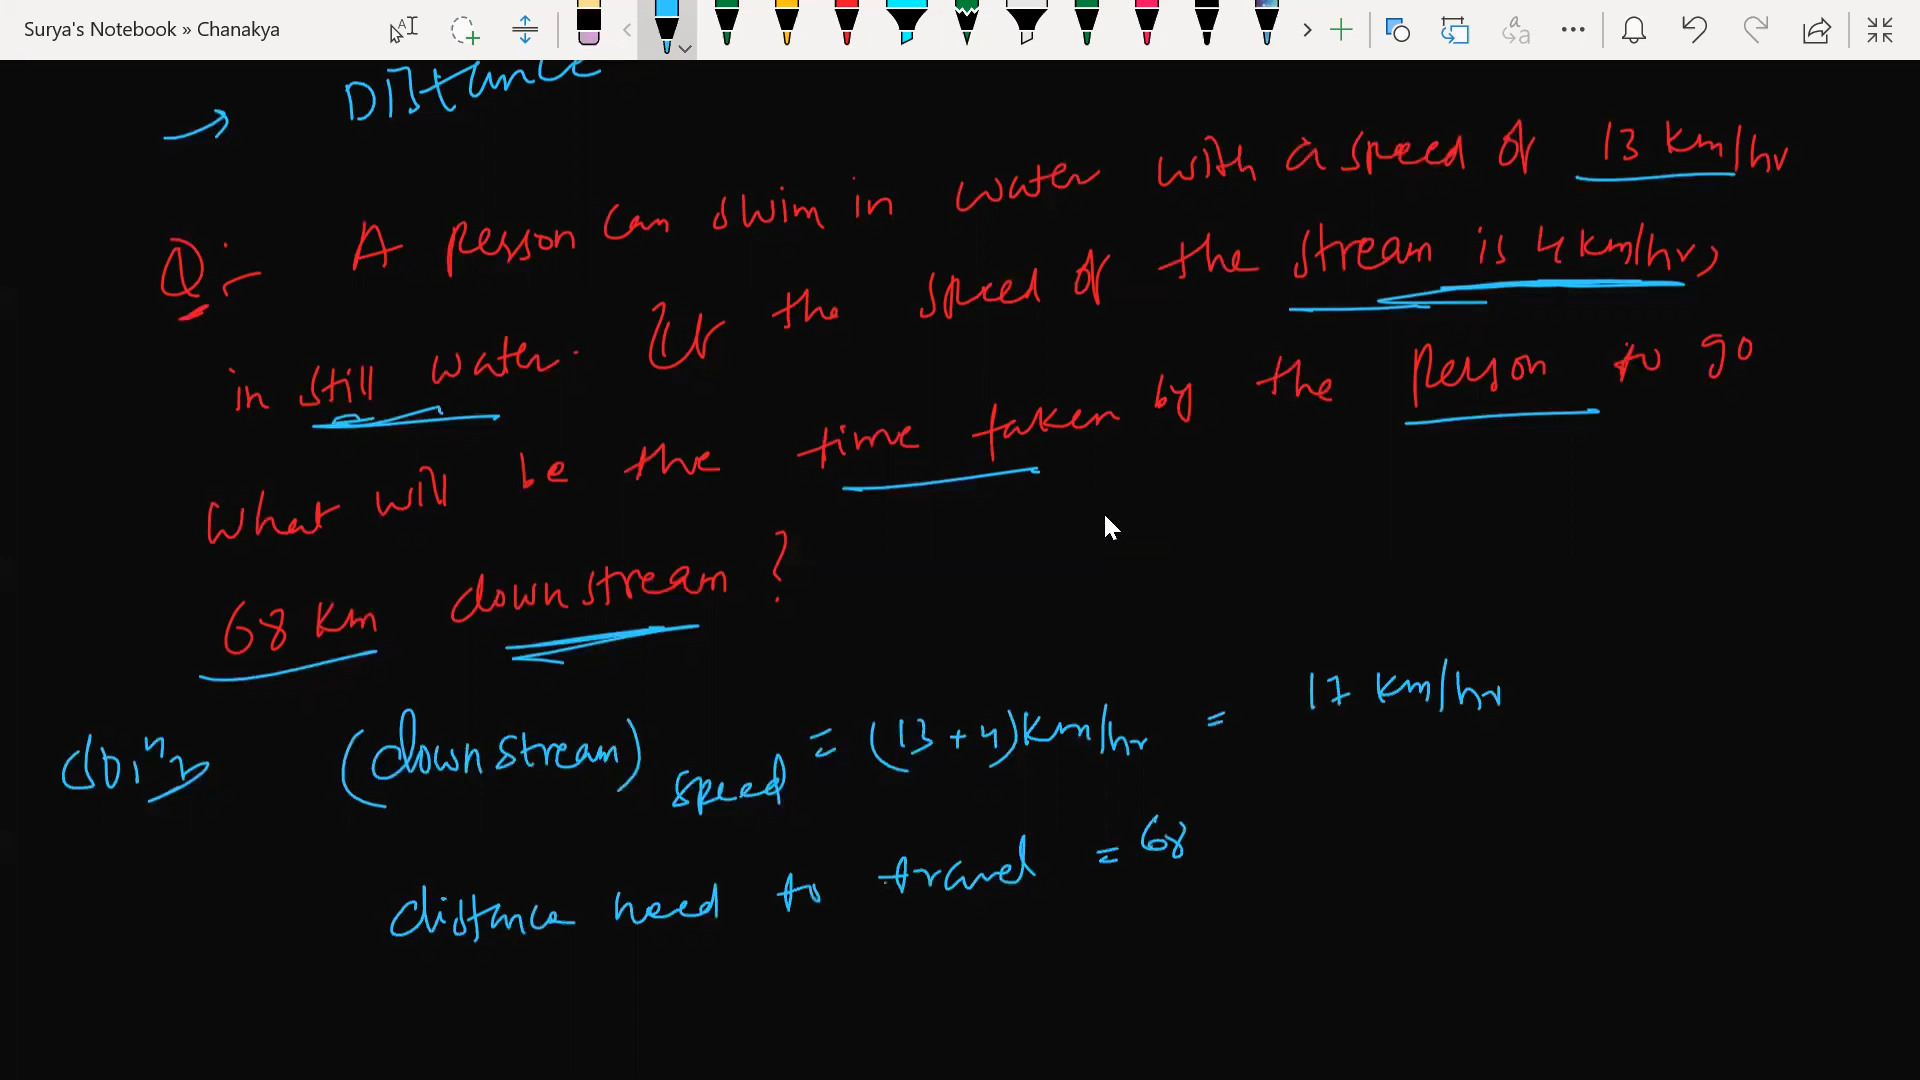 Surya's Notebook » Chanakya
→ Distance
Q:- A person can swim in water with a speed of 13 km/hr
in still water. If the speed of the stream is 4 km/hr,
What will be the time taken by the person to go
68 km downstream ?
Solⁿ (downstream) speed = (13 + 4) km/hr = 17 km/hr
distance need to travel = 68